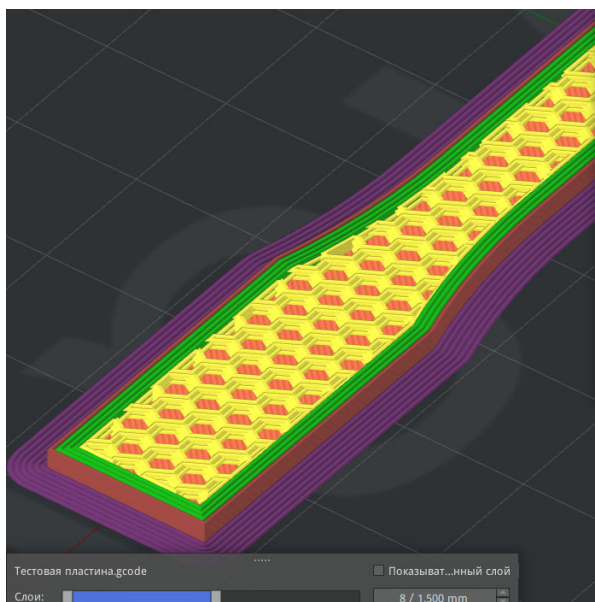 Тестовая пластина.gcode
Показыват...нный слой
Слои:
8 / 1.500 mm